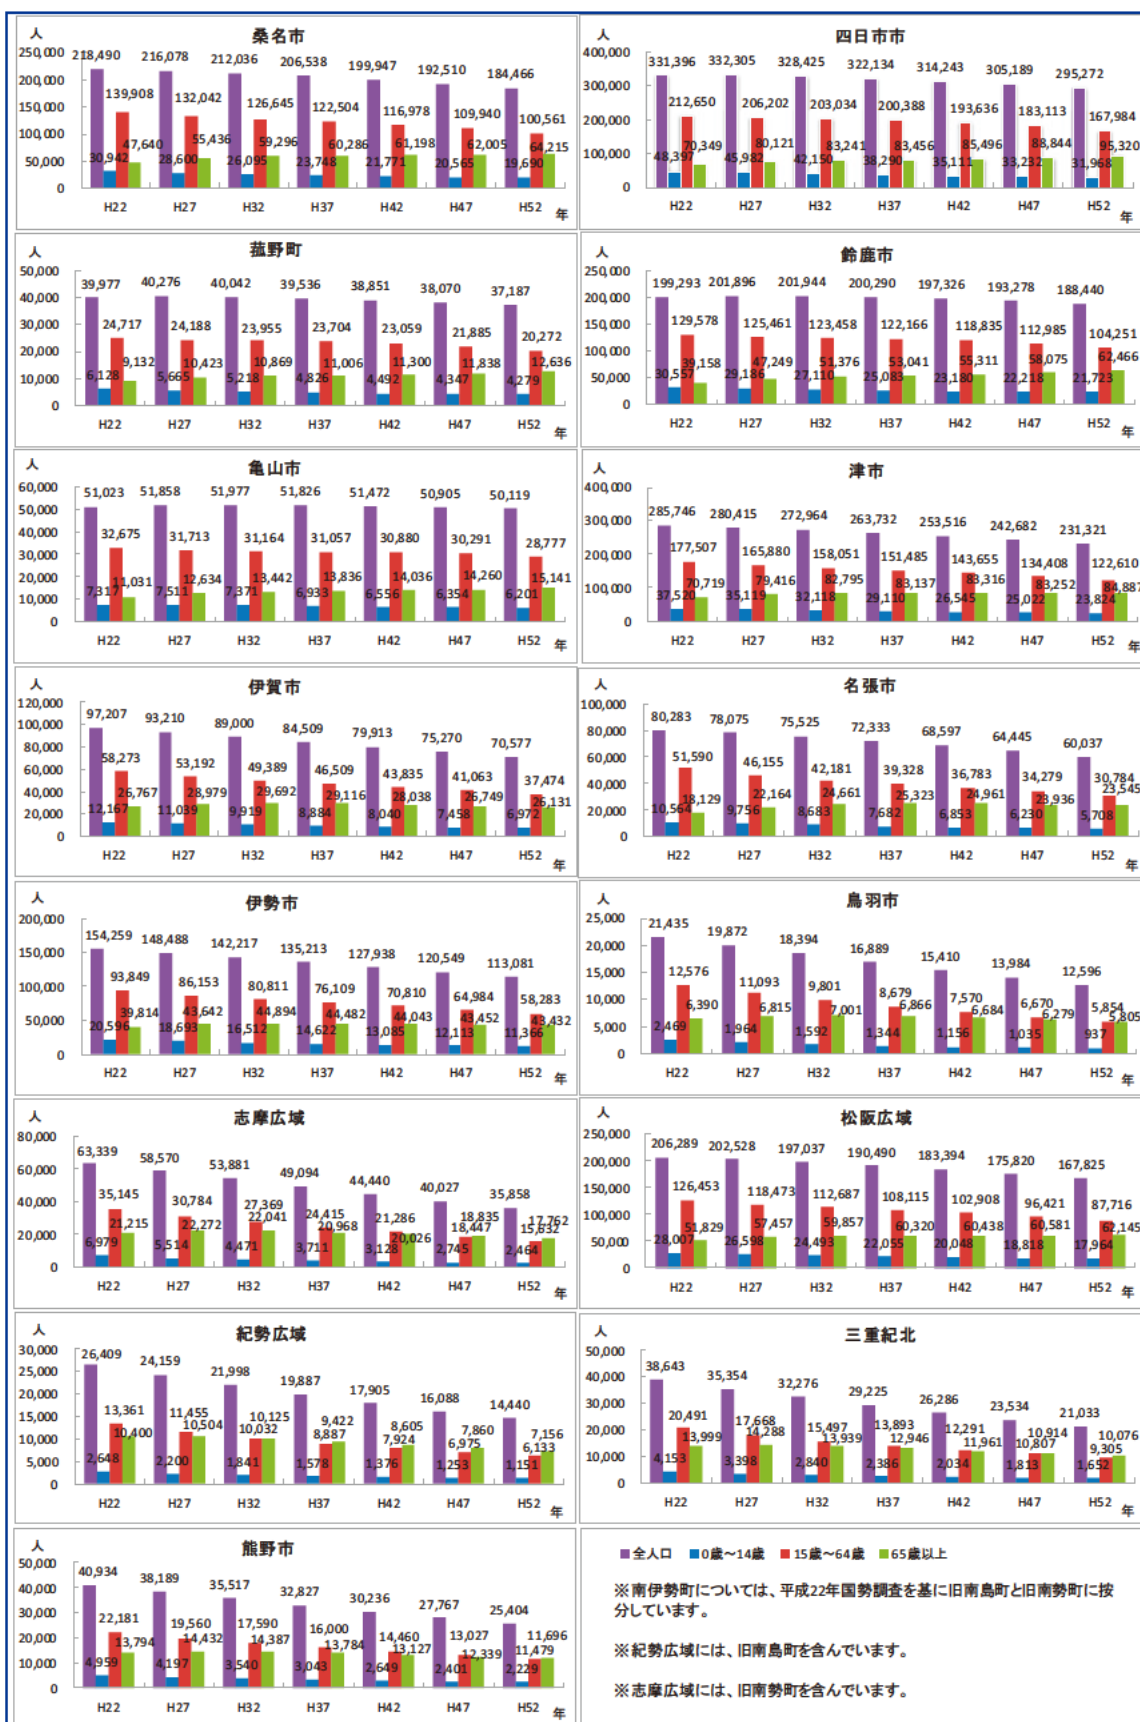 人
桑名市
250,000
200,000
150,000
100,000
50,000
0
218,490 216,078 212,036 206,538 199,947 192,510 184,466
139,908 132,042 126,645 122,504 116,978 109,940 100,561
47,640 55,436 59,296 60,286 61,198 62,005 64,215
30,942 28,600 26,095 23,748 21,771 20,565 19,690
H22 H27 H32 H37 H42 H47 H52 年
人
四日市市
400,000
300,000
200,000
100,000
0
331,396 332,305 328,425 322,134 314,243 305,189 295,272
212,650 206,202 203,034 200,388 193,636 183,113 167,984
70,349 80,121 83,241 83,456 85,496 88,844 95,320
48,397 45,982 42,150 38,290 35,111 33,232 31,968
H22 H27 H32 H37 H42 H47 H52 年
人
菰野町
50,000
40,000
30,000
20,000
10,000
0
39,977 40,276 40,042 39,536 38,851 38,070 37,187
24,717 24,188 23,955 23,704 23,059 21,885 20,272
9,132 10,423 10,869 11,006 11,300 11,838 12,636
6,128 5,665 5,218 4,826 4,492 4,347 4,279
H22 H27 H32 H37 H42 H47 H52 年
人
鈴鹿市
250,000
200,000
150,000
100,000
50,000
0
199,293 201,896 201,944 200,290 197,326 193,278 188,440
129,578 125,461 123,458 122,166 118,835 112,985 104,251
39,158 47,249 51,376 53,041 55,311 58,075 62,466
30,557 29,186 27,110 25,083 23,180 22,218 21,723
H22 H27 H32 H37 H42 H47 H52 年
人
亀山市
60,000
50,000
40,000
30,000
20,000
10,000
0
51,023 51,858 51,977 51,826 51,472 50,905 50,119
32,675 31,713 31,164 31,057 30,880 30,291 28,777
11,031 12,634 13,442 13,836 14,036 14,260 15,141
7,317 7,511 7,371 6,933 6,556 6,354 6,201
H22 H27 H32 H37 H42 H47 H52 年
人
津市
400,000
300,000
200,000
100,000
0
285,746 280,415 272,964 263,732 253,516 242,682 231,321
177,507 165,880 158,051 151,485 143,655 134,408 122,610
70,719 79,416 82,795 83,137 83,316 83,252 84,887
37,520 35,119 32,118 29,110 26,545 25,022 23,824
H22 H27 H32 H37 H42 H47 H52 年
人
伊賀市
120,000
100,000
80,000
60,000
40,000
20,000
0
97,207 93,210 89,000 84,509 79,913 75,270 70,577
58,273 53,192 49,389 46,509 43,835 41,063 37,474
26,767 28,979 29,692 29,116 28,038 26,749 26,131
12,167 11,039 9,919 8,884 8,040 7,458 6,972
H22 H27 H32 H37 H42 H47 H52 年
人
名張市
100,000
80,000
60,000
40,000
20,000
0
80,283 78,075 75,525 72,333 68,597 64,445 60,037
51,590 46,155 42,181 39,328 36,783 34,279 30,784
18,129 22,164 24,661 25,323 24,961 23,936 23,545
10,564 9,756 8,683 7,682 6,853 6,230 5,708
H22 H27 H32 H37 H42 H47 H52 年
人
伊勢市
200,000
150,000
100,000
50,000
0
154,259 148,488 142,217 135,213 127,938 120,549 113,081
93,849 86,153 80,811 76,109 70,810 64,984 58,283
39,814 43,642 44,894 44,482 44,043 43,452 43,432
20,596 18,693 16,512 14,622 13,085 12,113 11,366
H22 H27 H32 H37 H42 H47 H52 年
人
鳥羽市
25,000
20,000
15,000
10,000
5,000
0
21,435 19,872 18,394 16,889 15,410 13,984 12,596
12,576 11,093 9,801 8,679 7,570 6,670 5,854
6,390 6,815 7,001 6,866 6,684 6,279 5,805
2,469 1,964 1,592 1,344 1,156 1,035 937
H22 H27 H32 H37 H42 H47 H52 年
人
志摩広域
80,000
60,000
40,000
20,000
0
63,339 58,570 53,881 49,094 44,440 40,027 35,858
35,145 30,784 27,369 24,415 21,286 18,835 17,762
21,215 22,272 22,041 20,968 20,026 18,447 15,632
6,979 5,514 4,471 3,711 3,128 2,745 2,464
H22 H27 H32 H37 H42 H47 H52 年
人
松阪広域
250,000
200,000
150,000
100,000
50,000
0
206,289 202,528 197,037 190,490 183,394 175,820 167,825
126,453 118,473 112,687 108,115 102,908 96,421 87,716
51,829 57,457 59,857 60,320 60,438 60,581 62,145
28,007 26,598 24,493 22,055 20,048 18,818 17,964
H22 H27 H32 H37 H42 H47 H52 年
人
紀勢広域
30,000
25,000
20,000
15,000
10,000
5,000
0
26,409 24,159 21,998 19,887 17,905 16,088 14,440
13,361 11,455 10,125 9,422 8,605 7,860 7,156
10,400 10,504 10,032 8,887 7,924 6,975 6,133
2,648 2,200 1,841 1,578 1,376 1,253 1,151
H22 H27 H32 H37 H42 H47 H52 年
人
三重紀北
50,000
40,000
30,000
20,000
10,000
0
38,643 35,354 32,276 29,225 26,286 23,534 21,033
20,491 17,668 15,497 13,893 12,291 10,914 10,076
13,999 14,288 13,939 12,946 11,961 10,807 9,305
4,153 3,398 2,840 2,386 2,034 1,813 1,652
H22 H27 H32 H37 H42 H47 H52 年
人
熊野市
50,000
40,000
30,000
20,000
10,000
0
40,934 38,189 35,517 32,827 30,236 27,767 25,404
22,181 19,560 17,590 16,000 14,460 13,027 11,696
13,794 14,432 14,387 13,784 13,127 12,339 11,479
4,959 4,197 3,540 3,043 2,649 2,401 2,229
H22 H27 H32 H37 H42 H47 H52 年
全人口 0歳～14歳 15歳～64歳 65歳以上
※南伊勢町については、平成22年国勢調査を基に旧南島町と旧南勢町に按
分しています。
※紀勢広域には、旧南島町を含んでいます。
※志摩広域には、旧南勢町を含んでいます。